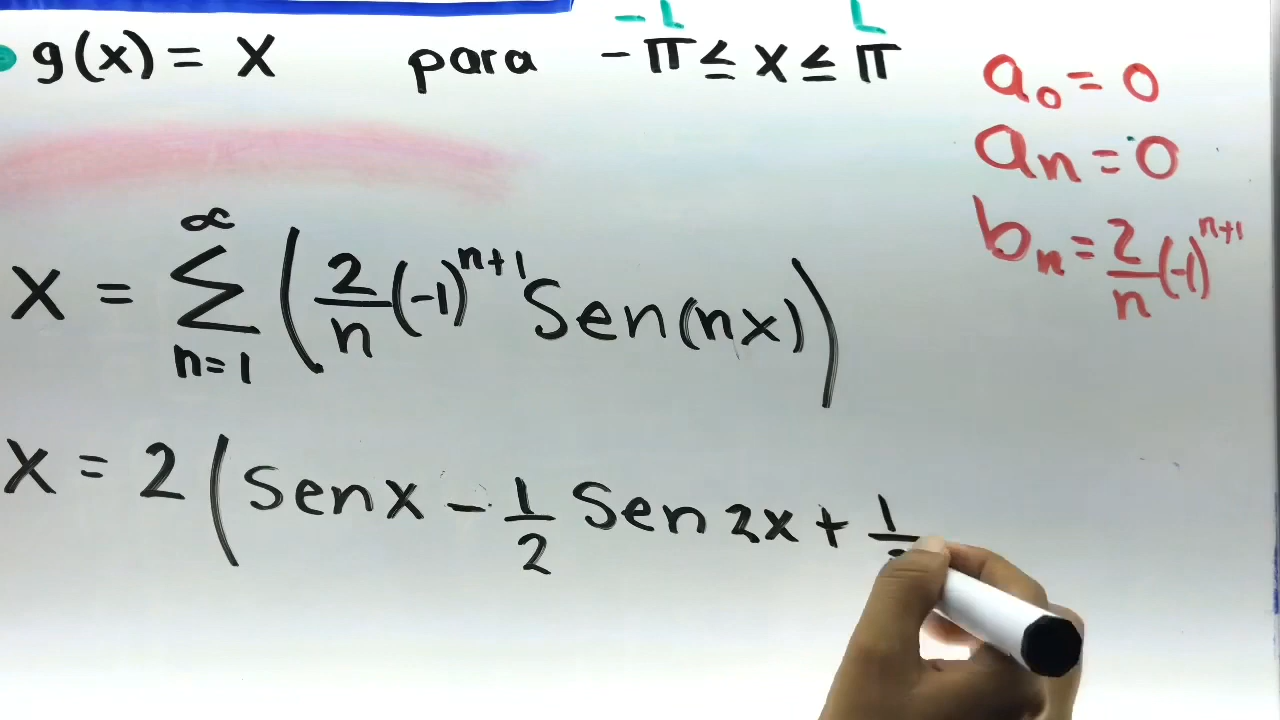 -L L
g(x) = x para -π ≤ x ≤ π
a₀ = 0
aₙ = 0
bₙ = 2/n (-1)ⁿ⁺¹
x = ∑ₙ₌₁^∞ (2/n (-1)ⁿ⁺¹ Sen(nx))
x = 2 (Sen x - 1/2 Sen 2x + 1/